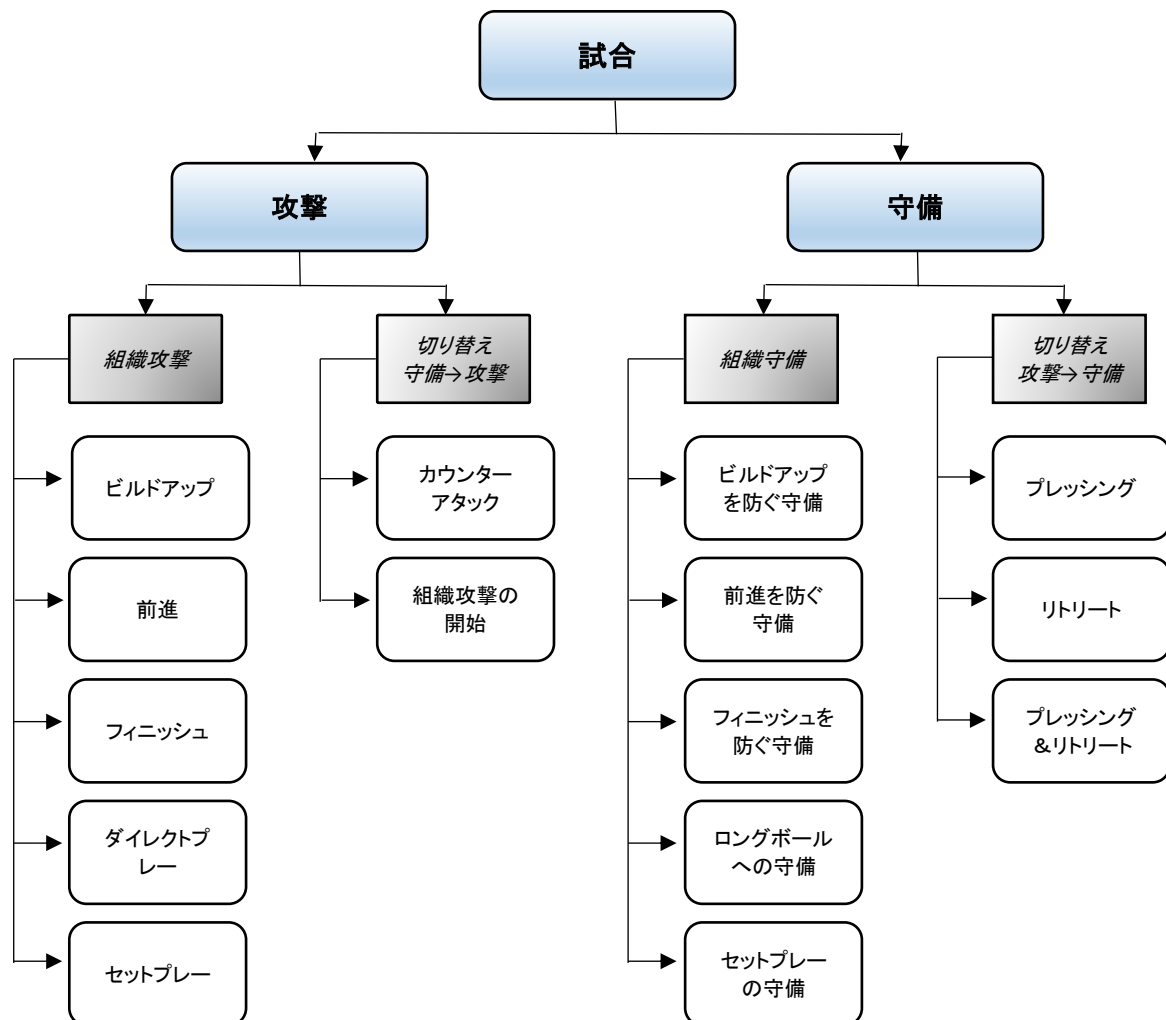 試合
攻撃
守備
組織攻撃
切り替え
守備→攻撃
組織守備
切り替え
攻撃→守備
ビルドアップ
カウンター
アタック
ビルドアップ
を防ぐ守備
プレッシング
前進
組織攻撃の
開始
前進を防ぐ
守備
リトリート
フィニッシュ
フィニッシュを
防ぐ守備
プレッシング
&リトリート
ダイレクトプ
レー
ロングボール
への守備
セットプレー
セットプレー
の守備